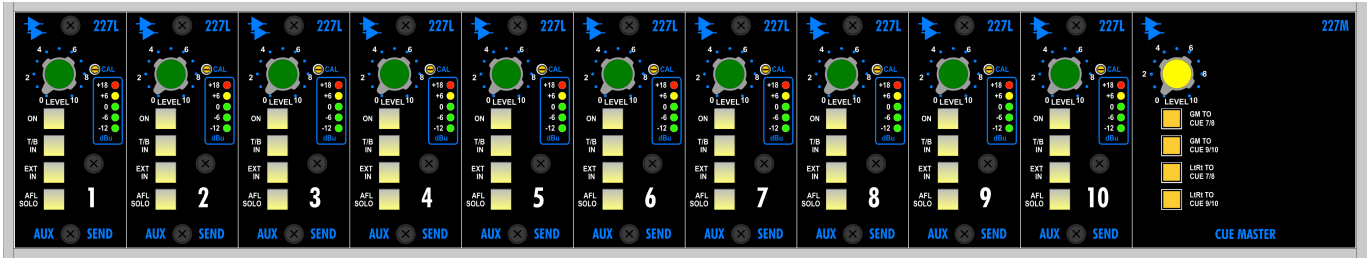 227L
4 6
2 8
CAL
0 LEVEL 10
+18
+6
0
-6
-12
dBu
ON
T/B
IN
EXT
IN
AFL
SOLO
1
AUX SEND
227L
4 6
2 8
CAL
0 LEVEL 10
+18
+6
0
-6
-12
dBu
ON
T/B
IN
EXT
IN
AFL
SOLO
2
AUX SEND
227L
4 6
2 8
CAL
0 LEVEL 10
+18
+6
0
-6
-12
dBu
ON
T/B
IN
EXT
IN
AFL
SOLO
3
AUX SEND
227L
4 6
2 8
CAL
0 LEVEL 10
+18
+6
0
-6
-12
dBu
ON
T/B
IN
EXT
IN
AFL
SOLO
4
AUX SEND
227L
4 6
2 8
CAL
0 LEVEL 10
+18
+6
0
-6
-12
dBu
ON
T/B
IN
EXT
IN
AFL
SOLO
5
AUX SEND
227L
4 6
2 8
CAL
0 LEVEL 10
+18
+6
0
-6
-12
dBu
ON
T/B
IN
EXT
IN
AFL
SOLO
6
AUX SEND
227L
4 6
2 8
CAL
0 LEVEL 10
+18
+6
0
-6
-12
dBu
ON
T/B
IN
EXT
IN
AFL
SOLO
7
AUX SEND
227L
4 6
2 8
CAL
0 LEVEL 10
+18
+6
0
-6
-12
dBu
ON
T/B
IN
EXT
IN
AFL
SOLO
8
AUX SEND
227L
4 6
2 8
CAL
0 LEVEL 10
+18
+6
0
-6
-12
dBu
ON
T/B
IN
EXT
IN
AFL
SOLO
9
AUX SEND
227L
4 6
2 8
CAL
0 LEVEL 10
+18
+6
0
-6
-12
dBu
ON
T/B
IN
EXT
IN
AFL
SOLO
10
AUX SEND
227M
4 6
2 8
0 LEVEL 10
GM TO
CUE 7/8
GM TO
CUE 9/10
LtRt TO
CUE 7/8
LtRt TO
CUE 9/10
CUE MASTER